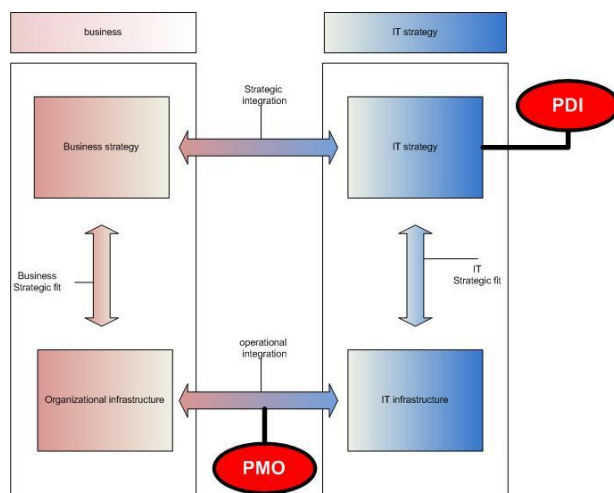 business
IT strategy
Strategic
integration
PDI
Business strategy
IT strategy
Business
Strategic fit
IT
Strategic fit
operational
integration
Organizational infrastructure
IT infrastructure
PMO